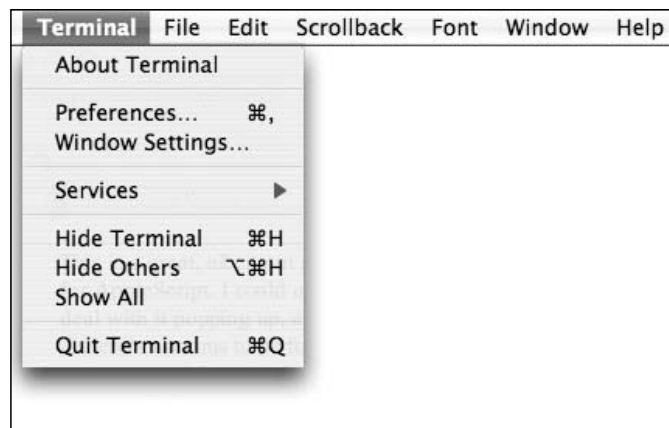 Terminal File Edit Scrollback Font Window Help
About Terminal
Preferences... ⌘,
Window Settings...
Services ▶
Hide Terminal ⌘H
Hide Others ⌥⌘H
Show All
Quit Terminal ⌘Q